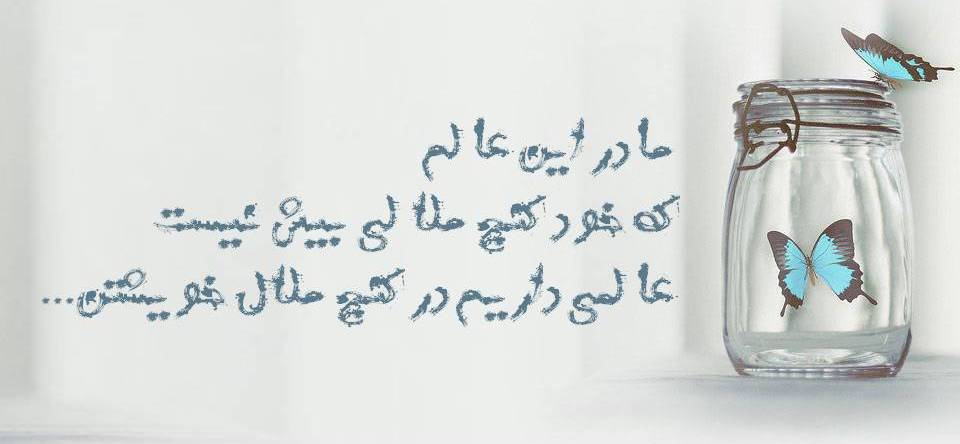 ما در این عالم
که خود کنج ملالی بیش نیست
عالمی داریم در کنج ملال خویشتن...